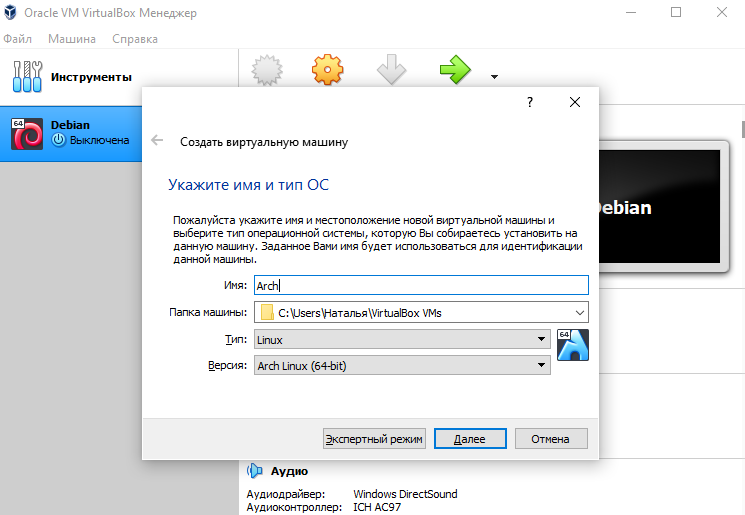 Oracle VM VirtualBox Менеджер
Файл Машина Справка
Инструменты
64
Debian
Выключена
Debian
?
Создать виртуальную машину
Укажите имя и тип ОС
Пожалуйста укажите имя и местоположение новой виртуальной машины и
выберите тип операционной системы, которую Вы собираетесь установить на
данную машину. Заданное Вами имя будет использоваться для идентификации
данной машины.
Имя: Arch
Папка машины: C:\Users\Наталья\VirtualBox VMs
Тип: Linux
64
Версия: Arch Linux (64-bit)
Экспертный режим Далее Отмена
Аудио
Аудиодрайвер: Windows DirectSound
Аудиоконтроллер: ICH AC97